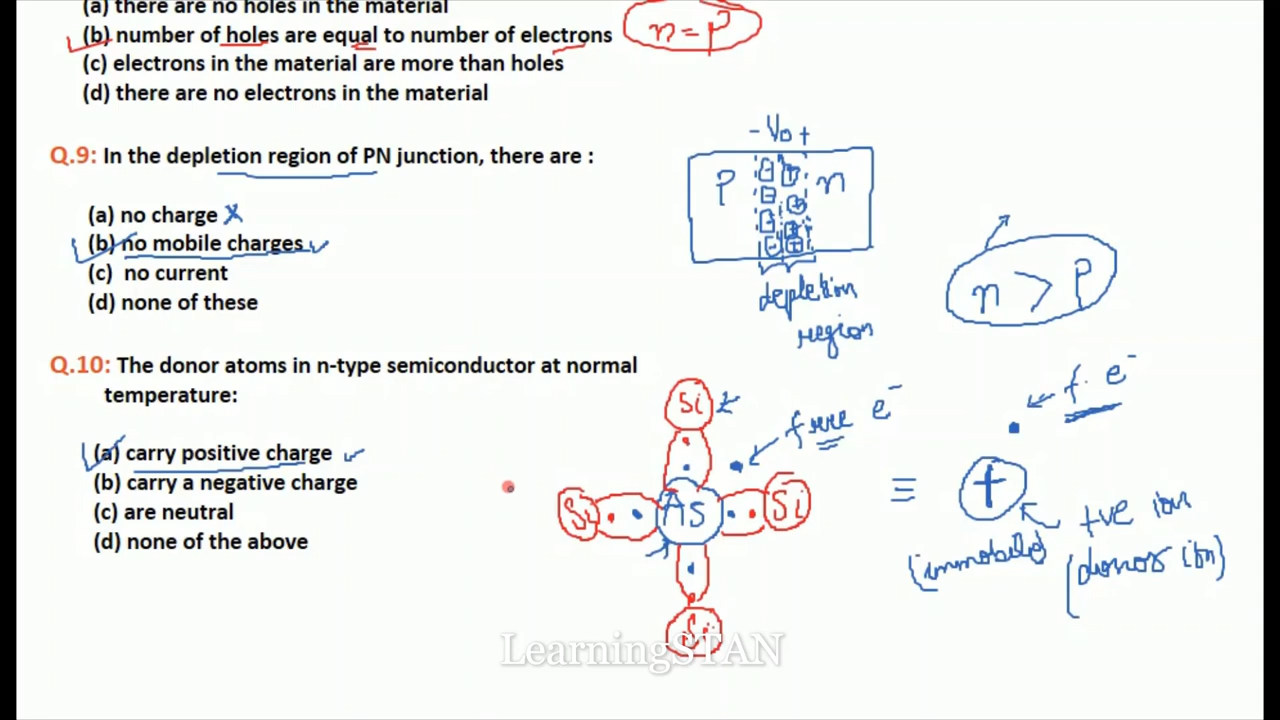 (a) there are no holes in the material
(b) number of holes are equal to number of electrons
n = p
(c) electrons in the material are more than holes
(d) there are no electrons in the material
Q.9: In the depletion region of PN junction, there are :
(a) no charge
(b) no mobile charges
(c) no current
(d) none of these
- V0 +
P n
depletion
region
n > p
Q.10: The donor atoms in n-type semiconductor at normal
temperature:
(a) carry positive charge
(b) carry a negative charge
(c) are neutral
(d) none of the above
Si
free e-
Si As Si
Si
≡
f. e-
+
+ve ion
(immobile)
(donor ion)
LearningSTAN